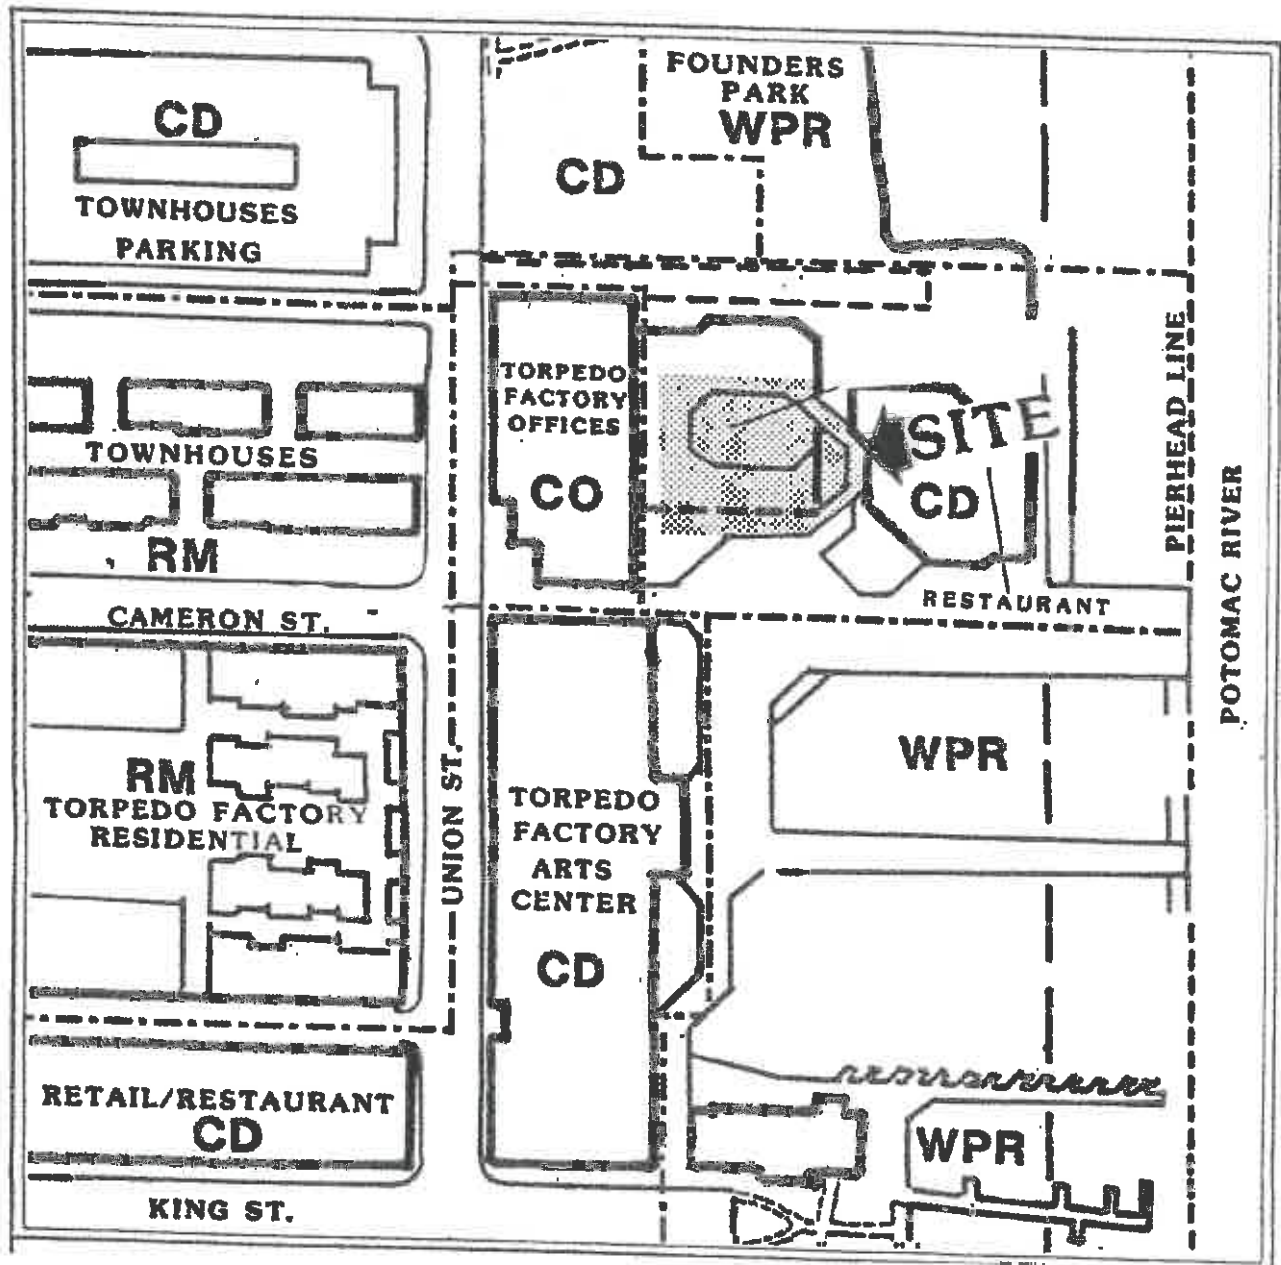 FOUNDERS
PARK
WPR
CD
TOWNHOUSES
PARKING
CD
TORPEDO
FACTORY
OFFICES
CO
SITE
CD
RESTAURANT
PIERHEAD LINE
POTOMAC RIVER
TOWNHOUSES
RM
CAMERON ST.
RM
TORPEDO FACTORY
RESIDENTIAL
UNION ST.
TORPEDO
FACTORY
ARTS
CENTER
CD
WPR
RETAIL/RESTAURANT
CD
WPR
KING ST.